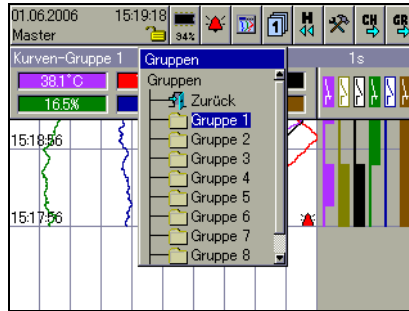 01.06.2006 15:19:18
Master 94% 1 H CH GR
Kurven-Gruppe 1 1s
38.1°C
16.5%
Gruppen
Gruppen
Zurück
Gruppe 1
Gruppe 2
Gruppe 3
Gruppe 4
Gruppe 5
Gruppe 6
Gruppe 7
Gruppe 8
15:18:56
15:17:56